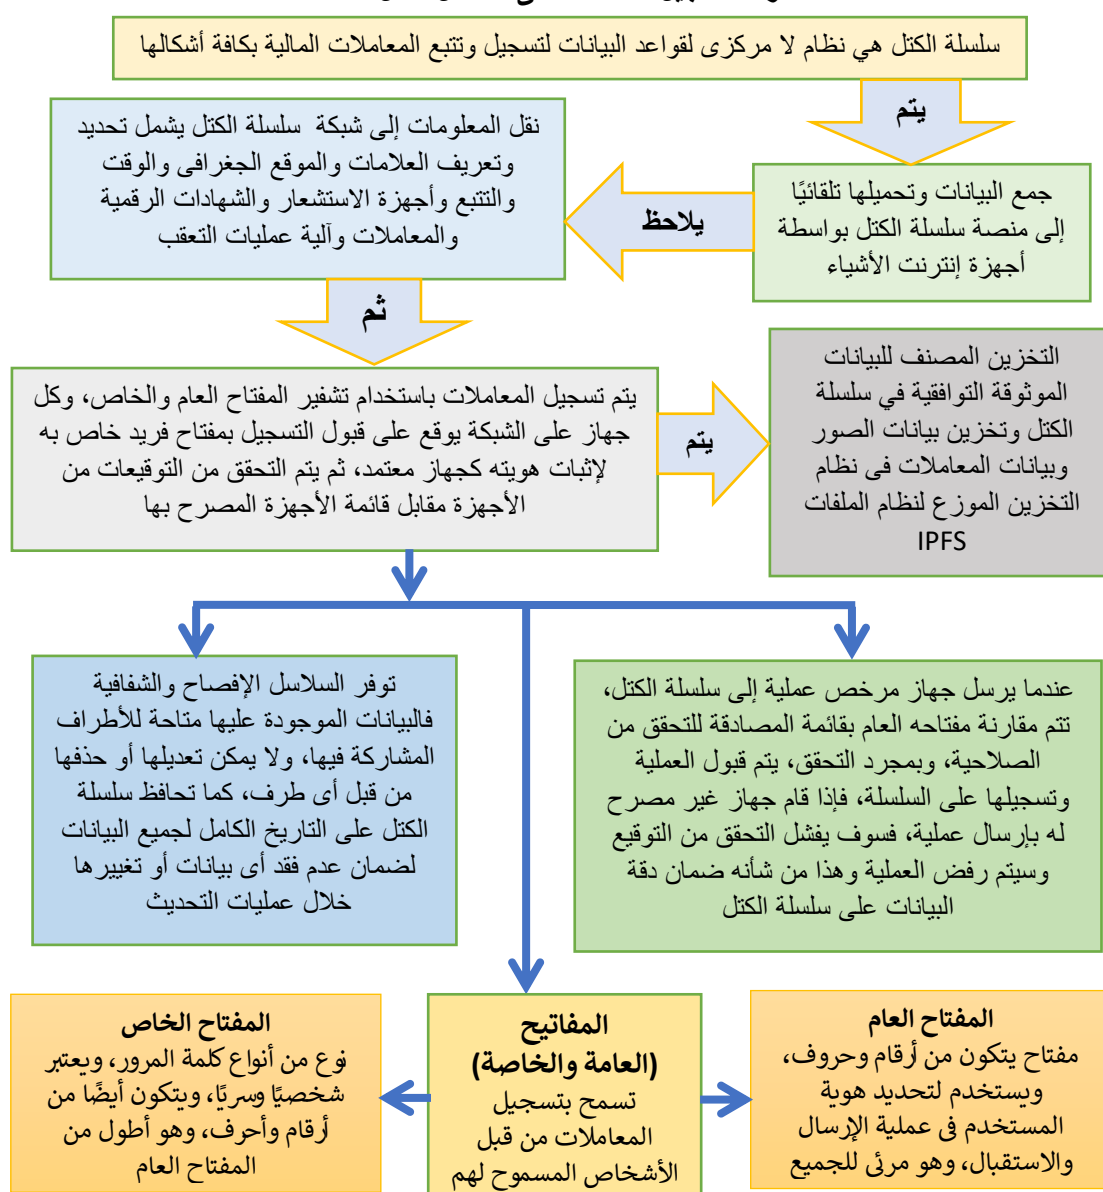 سلسلة الكتل هي نظام لا مركزى لقواعد البيانات لتسجيل وتتبع المعاملات المالية بكافة أشكالها
يتم
جمع البيانات وتحميلها تلقائيًا
إلى منصة سلسلة الكتل بواسطة
أجهزة إنترنت الأشياء
يلاحظ
نقل المعلومات إلى شبكة سلسلة الكتل يشمل تحديد
وتعريف العلامات والموقع الجغرافى والوقت
والتتبع وأجهزة الاستشعار والشهادات الرقمية
والمعاملات وآلية عمليات التعقب
ثم
يتم تسجيل المعاملات باستخدام تشفير المفتاح العام والخاص، وكل
جهاز على الشبكة يوقع على قبول التسجيل بمفتاح فريد خاص به
لإثبات هويته كجهاز معتمد، ثم يتم التحقق من التوقيعات من
الأجهزة مقابل قائمة الأجهزة المصرح بها
يتم
التخزين المصنف للبيانات
الموثوقة التوافقية في سلسلة
الكتل وتخزين بيانات الصور
وبيانات المعاملات فى نظام
التخزين الموزع لنظام الملفات
IPFS
عندما يرسل جهاز مرخص عملية إلى سلسلة الكتل،
تتم مقارنة مفتاحه العام بقائمة المصادقة للتحقق من
الصلاحية، وبمجرد التحقق، يتم قبول العملية
وتسجيلها على السلسلة، فإذا قام جهاز غير مصرح
له بإرسال عملية، فسوف يفشل التحقق من التوقيع
وسيتم رفض العملية وهذا من شأنه ضمان دقة
البيانات على سلسلة الكتل
توفر السلاسل الإفصاح والشفافية
فالبيانات الموجودة عليها متاحة للأطراف
المشاركة فيها، ولا يمكن تعديلها أو حذفها
من قبل أى طرف، كما تحافظ سلسلة
الكتل على التاريخ الكامل لجميع البيانات
لضمان عدم فقد أى بيانات أو تغييرها
خلال عمليات التحديث
المفتاح العام
مفتاح يتكون من أرقام وحروف،
ويستخدم لتحديد هوية
المستخدم فى عملية الإرسال
والاستقبال، وهو مرئى للجميع
المفاتيح
(العامة والخاصة)
تسمح بتسجيل
المعاملات من قبل
الأشخاص المسموح لهم
المفتاح الخاص
نوع من أنواع كلمة المرور، ويعتبر
شخصيًا وسريًا، ويتكون أيضًا من
أرقام وأحرف، وهو أطول من
المفتاح العام